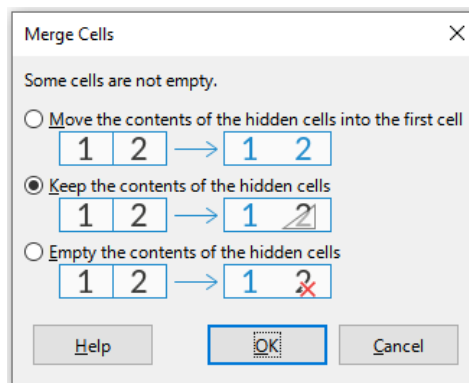 Merge Cells
Some cells are not empty.
Move the contents of the hidden cells into the first cell
1 2 → 1 2
Keep the contents of the hidden cells
1 2 → 1 2
Empty the contents of the hidden cells
1 2 → 1 2
Help OK Cancel